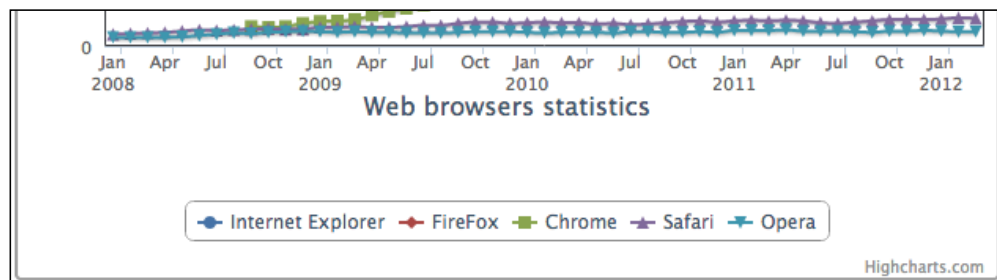 0
Jan Apr Jul Oct Jan Apr Jul Oct Jan Apr Jul Oct Jan Apr Jul Oct Jan
2008 2009 2010 2011 2012
Web browsers statistics
Internet Explorer FireFox Chrome Safari Opera
Highcharts.com